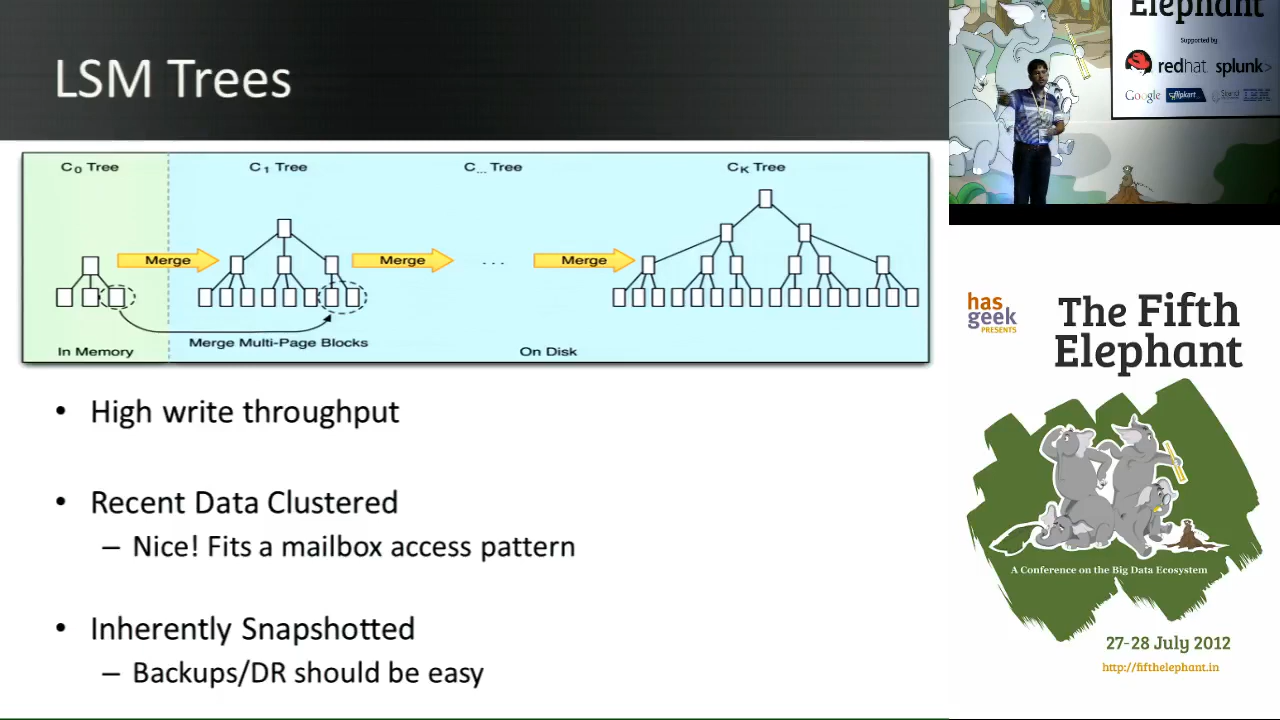 LSM Trees
C0 Tree
C1 Tree
C... Tree
CK Tree
Merge
Merge
. . .
Merge
Merge Multi-Page Blocks
In Memory
On Disk
• High write throughput
• Recent Data Clustered
– Nice! Fits a mailbox access pattern
• Inherently Snapshotted
– Backups/DR should be easy
Elephant
Supported by
redhat splunk>
Google flipkart
has
geek
PRESENTS
The Fifth
Elephant
A Conference on the Big Data Ecosystem
27-28 July 2012
http://fifthelephant.in